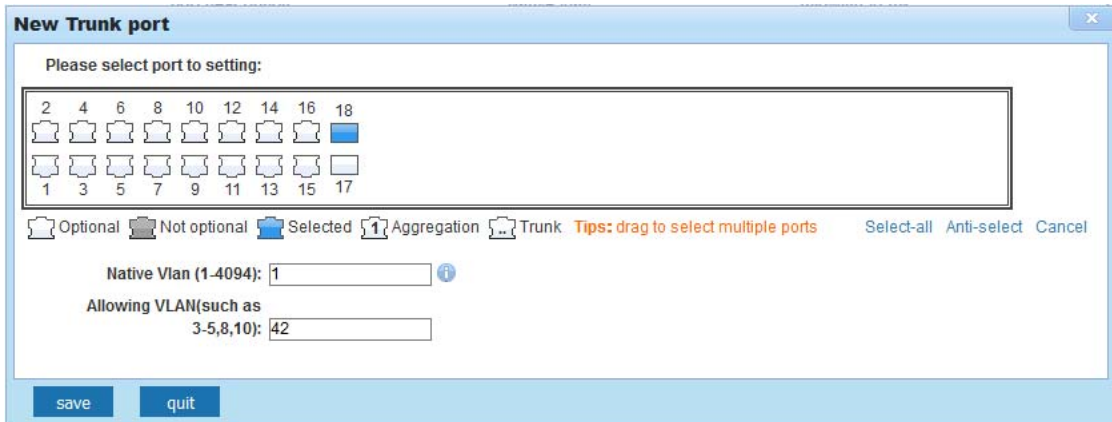 New Trunk port
x
Please select port to setting:
2 4 6 8 10 12 14 16 18
1 3 5 7 9 11 13 15 17
Optional Not optional Selected 1 Aggregation .. Trunk Tips: drag to select multiple ports Select-all Anti-select Cancel
Native Vlan (1-4094): 1
Allowing VLAN(such as
3-5,8,10): 42
save quit